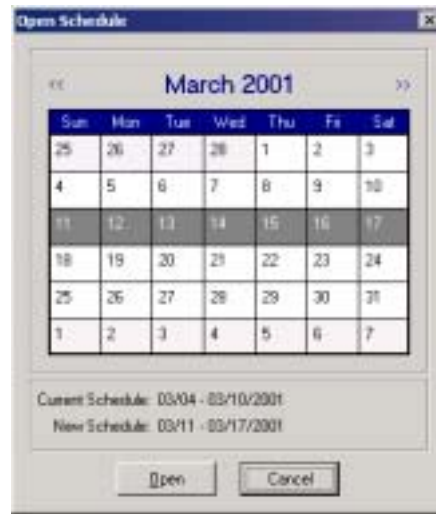 Open Schedule
<< March 2001 >>
Sun Mon Tue Wed Thu Fri Sat
25 26 27 28 1 2 3
4 5 6 7 8 9 10
11 12 13 14 15 16 17
18 19 20 21 22 23 24
25 26 27 28 29 30 31
1 2 3 4 5 6 7
Current Schedule: 03/04 - 03/10/2001
New Schedule: 03/11 - 03/17/2001
Open Cancel